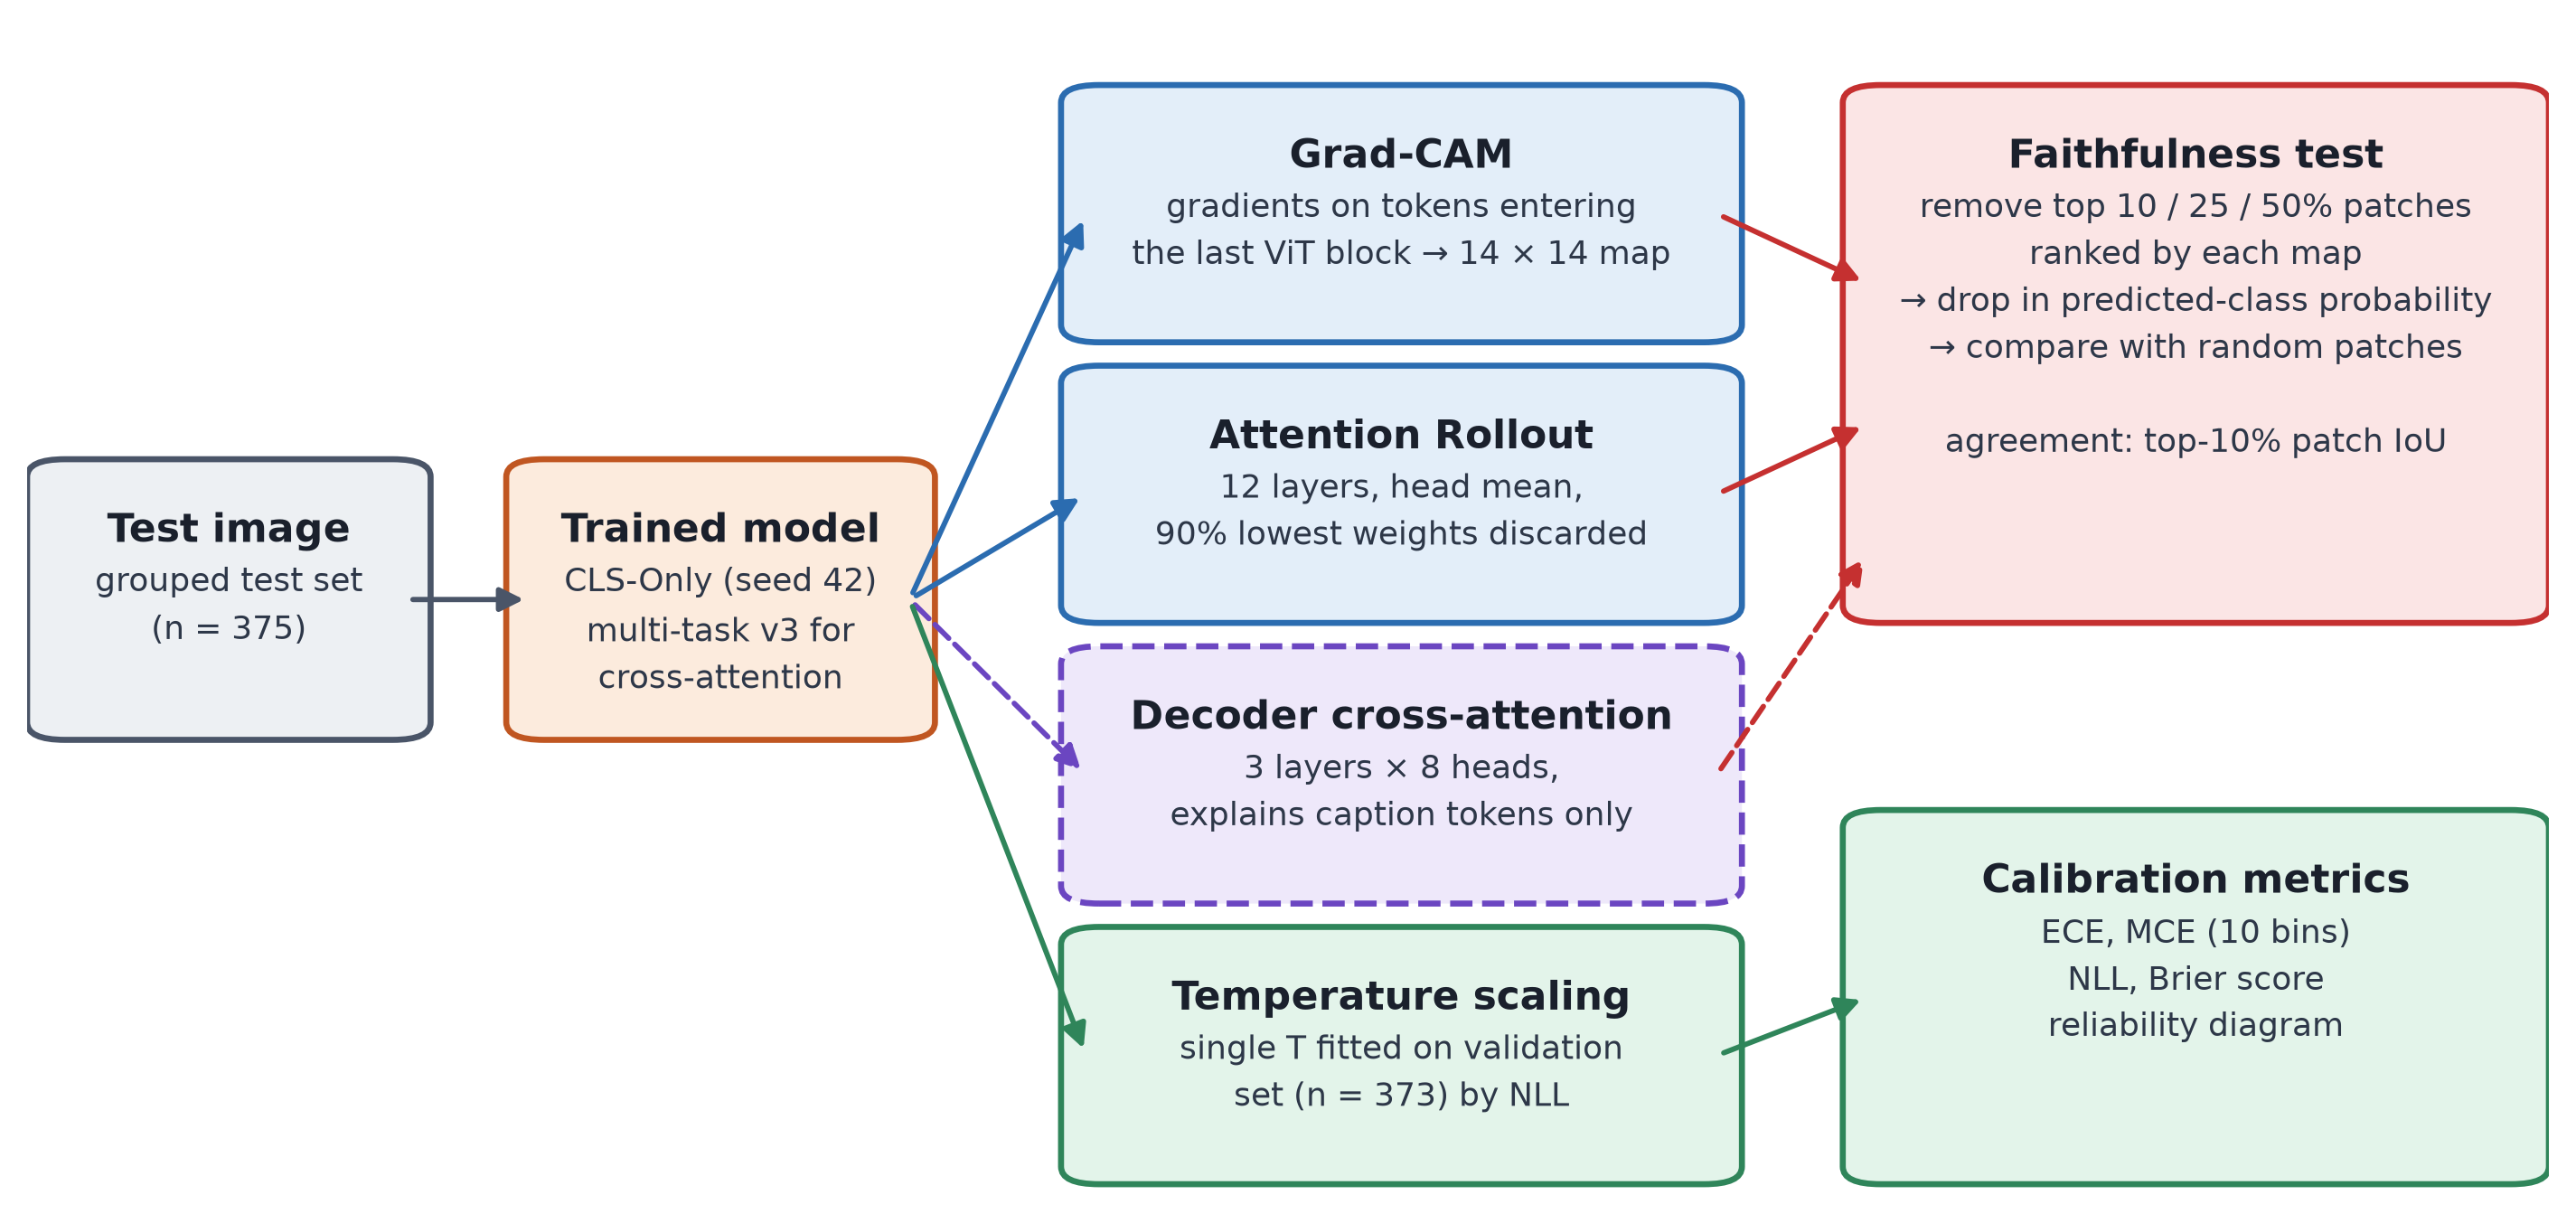 Test image
grouped test set
(n = 375)
Trained model
CLS-Only (seed 42)
multi-task v3 for
cross-attention
Grad-CAM
gradients on tokens entering
the last ViT block → 14 × 14 map
Attention Rollout
12 layers, head mean,
90% lowest weights discarded
Decoder cross-attention
3 layers × 8 heads,
explains caption tokens only
Temperature scaling
single T fitted on validation
set (n = 373) by NLL
Faithfulness test
remove top 10 / 25 / 50% patches
ranked by each map
→ drop in predicted-class probability
→ compare with random patches
agreement: top-10% patch IoU
Calibration metrics
ECE, MCE (10 bins)
NLL, Brier score
reliability diagram